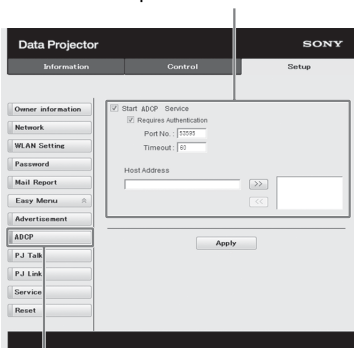 Data Projector
SONY
Information
Control
Setup
Owner information
Network
WLAN Setting
Password
Mail Report
Easy Menu
Advertisement
ADCP
PJ Talk
PJ Link
Service
Reset
Start ADCP Service
Requires Authentication
Port No. : 53595
Timeout : 60
Host Address
>>
<<
Apply